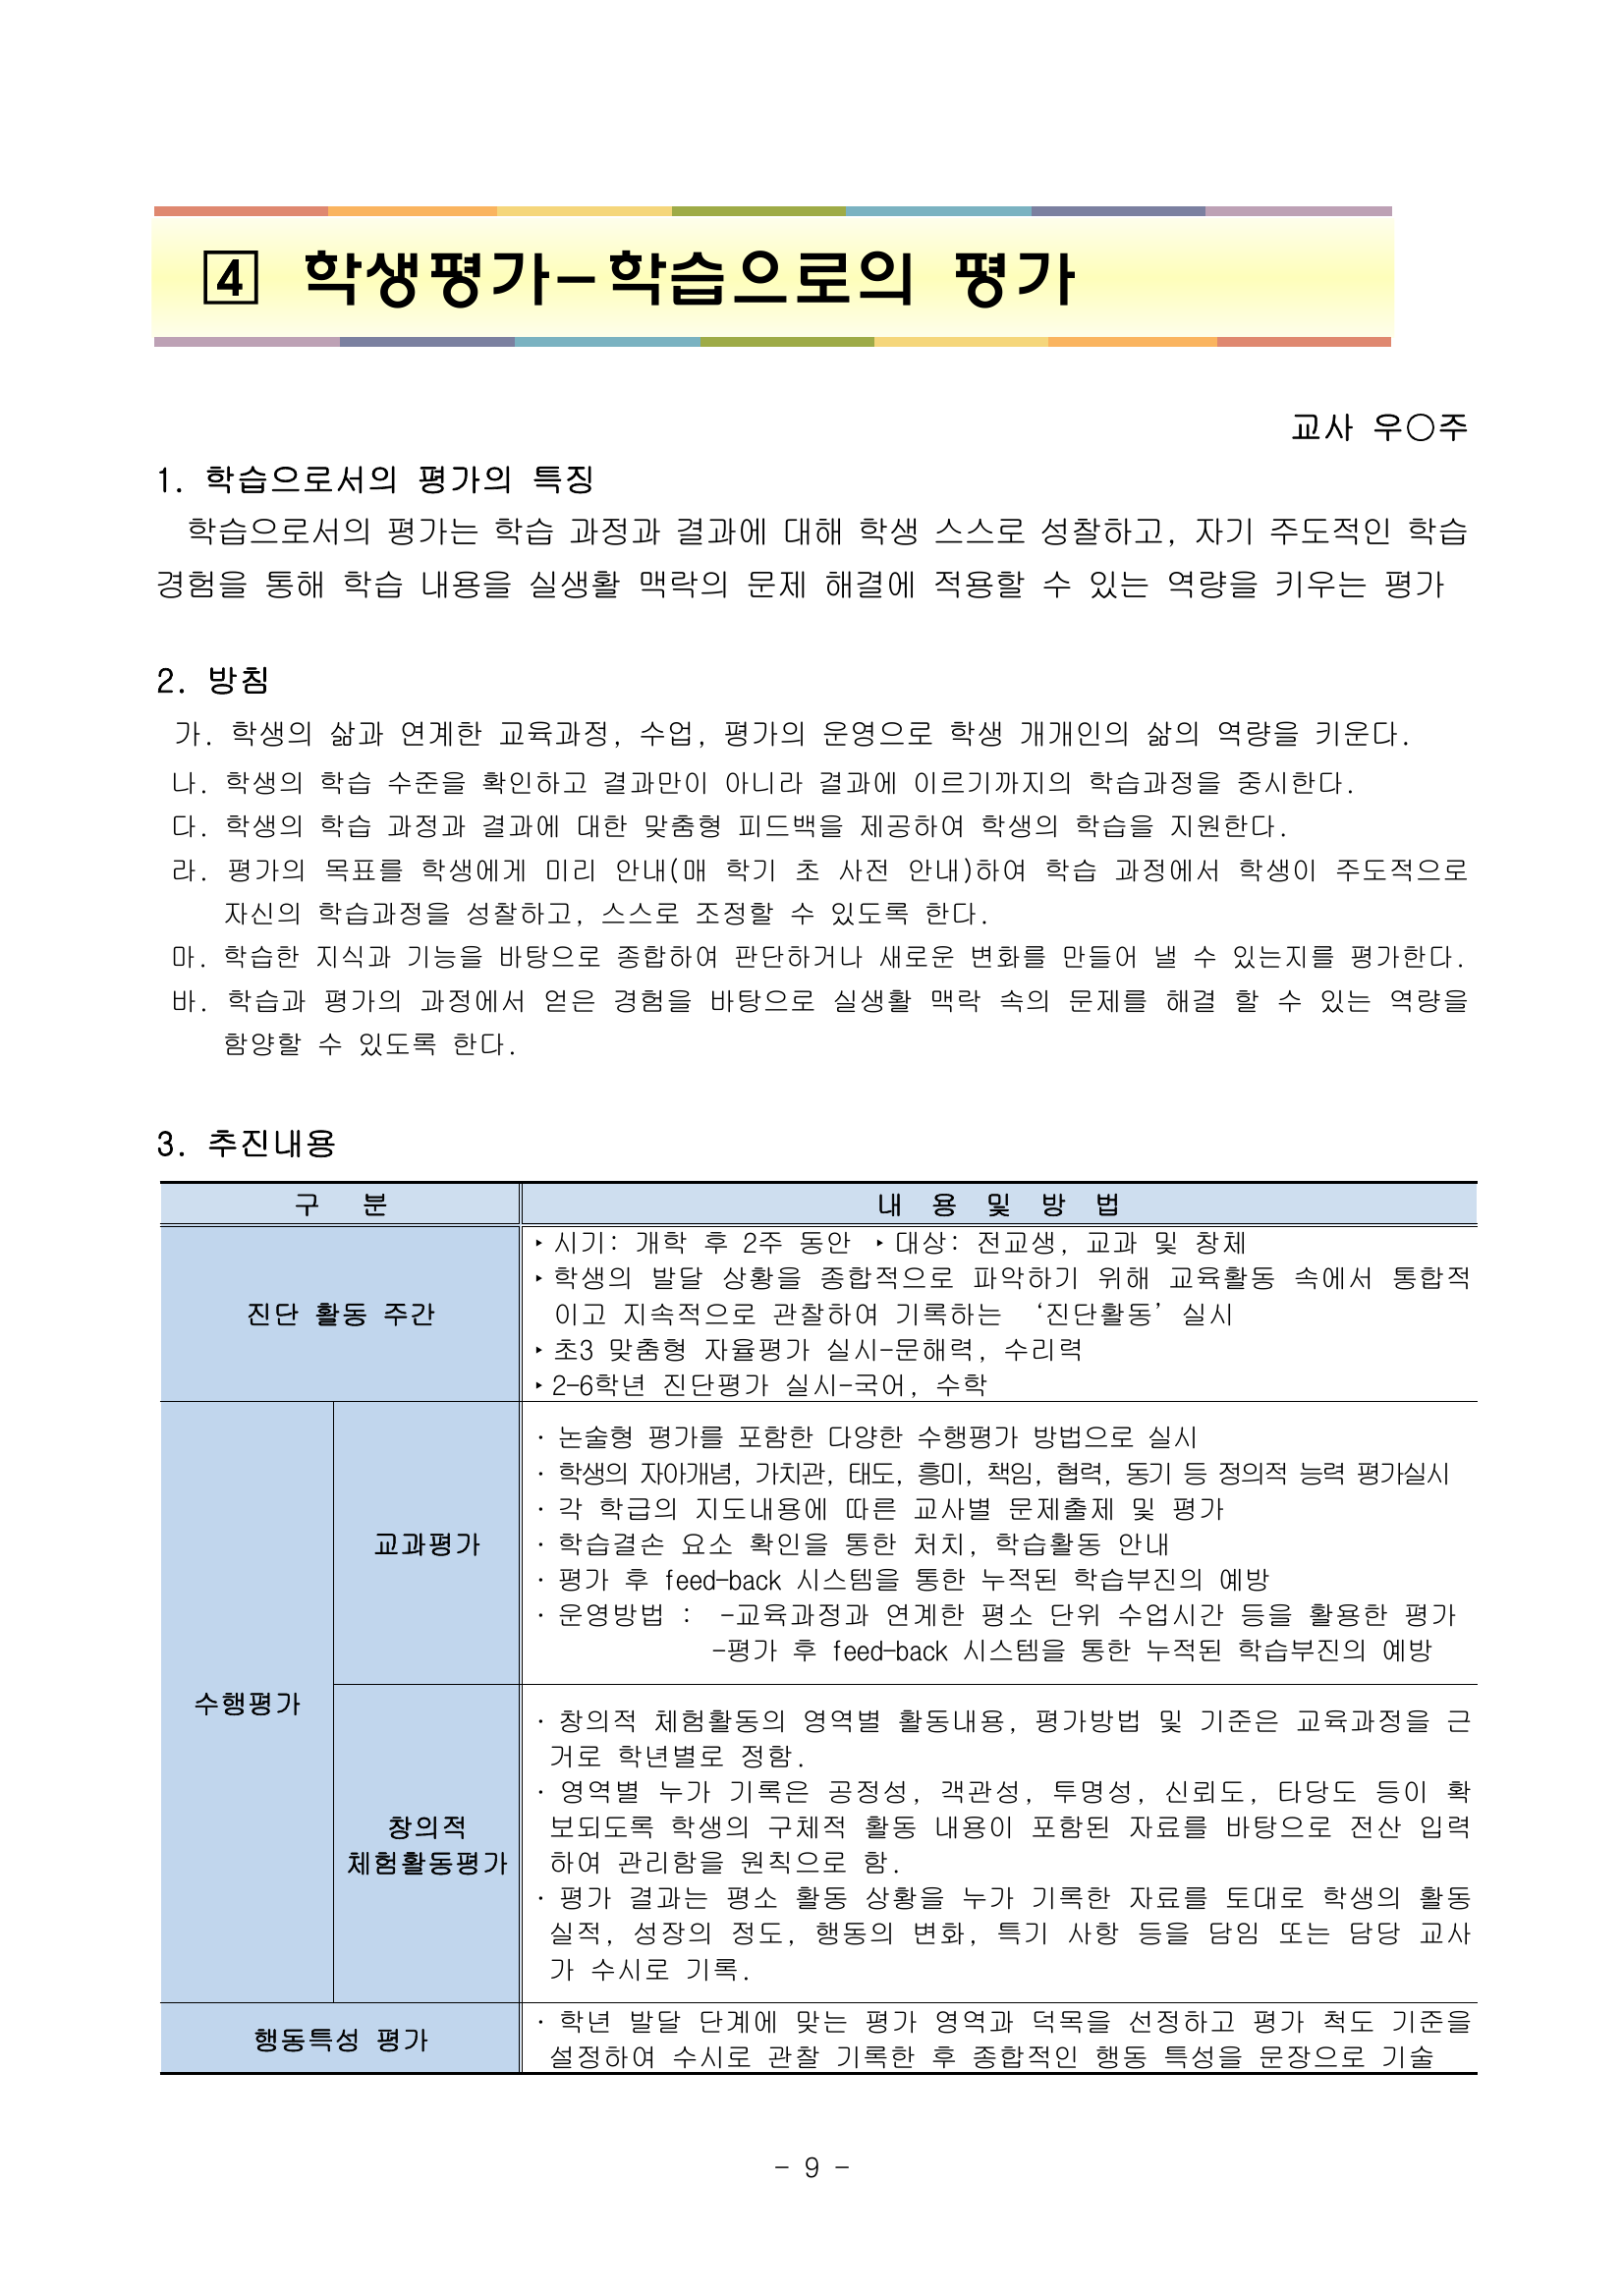 4 학생평가-학습으로의 평가
교사 우○주
1. 학습으로서의 평가의 특징
학습으로서의 평가는 학습 과정과 결과에 대해 학생 스스로 성찰하고, 자기 주도적인 학습
경험을 통해 학습 내용을 실생활 맥락의 문제 해결에 적용할 수 있는 역량을 키우는 평가
2. 방침
가. 학생의 삶과 연계한 교육과정, 수업, 평가의 운영으로 학생 개개인의 삶의 역량을 키운다.
나. 학생의 학습 수준을 확인하고 결과만이 아니라 결과에 이르기까지의 학습과정을 중시한다.
다. 학생의 학습 과정과 결과에 대한 맞춤형 피드백을 제공하여 학생의 학습을 지원한다.
라. 평가의 목표를 학생에게 미리 안내(매 학기 초 사전 안내)하여 학습 과정에서 학생이 주도적으로
자신의 학습과정을 성찰하고, 스스로 조정할 수 있도록 한다.
마. 학습한 지식과 기능을 바탕으로 종합하여 판단하거나 새로운 변화를 만들어 낼 수 있는지를 평가한다.
바. 학습과 평가의 과정에서 얻은 경험을 바탕으로 실생활 맥락 속의 문제를 해결 할 수 있는 역량을
함양할 수 있도록 한다.
3. 추진내용
구 분
내 용 및 방 법
진단 활동 주간
‣시기: 개학 후 2주 동안 ‣대상: 전교생, 교과 및 창체
‣학생의 발달 상황을 종합적으로 파악하기 위해 교육활동 속에서 통합적
이고 지속적으로 관찰하여 기록하는 ‘진단활동’ 실시
‣초3 맞춤형 자율평가 실시-문해력, 수리력
‣2-6학년 진단평가 실시-국어, 수학
수행평가
교과평가
· 논술형 평가를 포함한 다양한 수행평가 방법으로 실시
· 학생의 자아개념, 가치관, 태도, 흥미, 책임, 협력, 동기 등 정의적 능력 평가실시
· 각 학급의 지도내용에 따른 교사별 문제출제 및 평가
· 학습결손 요소 확인을 통한 처치, 학습활동 안내
· 평가 후 feed-back 시스템을 통한 누적된 학습부진의 예방
· 운영방법 : -교육과정과 연계한 평소 단위 수업시간 등을 활용한 평가
-평가 후 feed-back 시스템을 통한 누적된 학습부진의 예방
창의적
체험활동평가
· 창의적 체험활동의 영역별 활동내용, 평가방법 및 기준은 교육과정을 근
거로 학년별로 정함.
· 영역별 누가 기록은 공정성, 객관성, 투명성, 신뢰도, 타당도 등이 확
보되도록 학생의 구체적 활동 내용이 포함된 자료를 바탕으로 전산 입력
하여 관리함을 원칙으로 함.
· 평가 결과는 평소 활동 상황을 누가 기록한 자료를 토대로 학생의 활동
실적, 성장의 정도, 행동의 변화, 특기 사항 등을 담임 또는 담당 교사
가 수시로 기록.
행동특성 평가
· 학년 발달 단계에 맞는 평가 영역과 덕목을 선정하고 평가 척도 기준을
설정하여 수시로 관찰 기록한 후 종합적인 행동 특성을 문장으로 기술
- 9 -